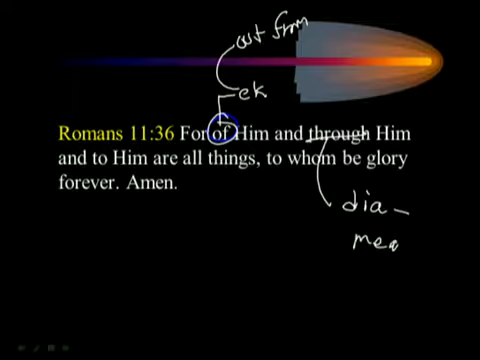 out from
ek
Romans 11:36 For of Him and through Him
and to Him are all things, to whom be glory
forever. Amen.
dia -
mea